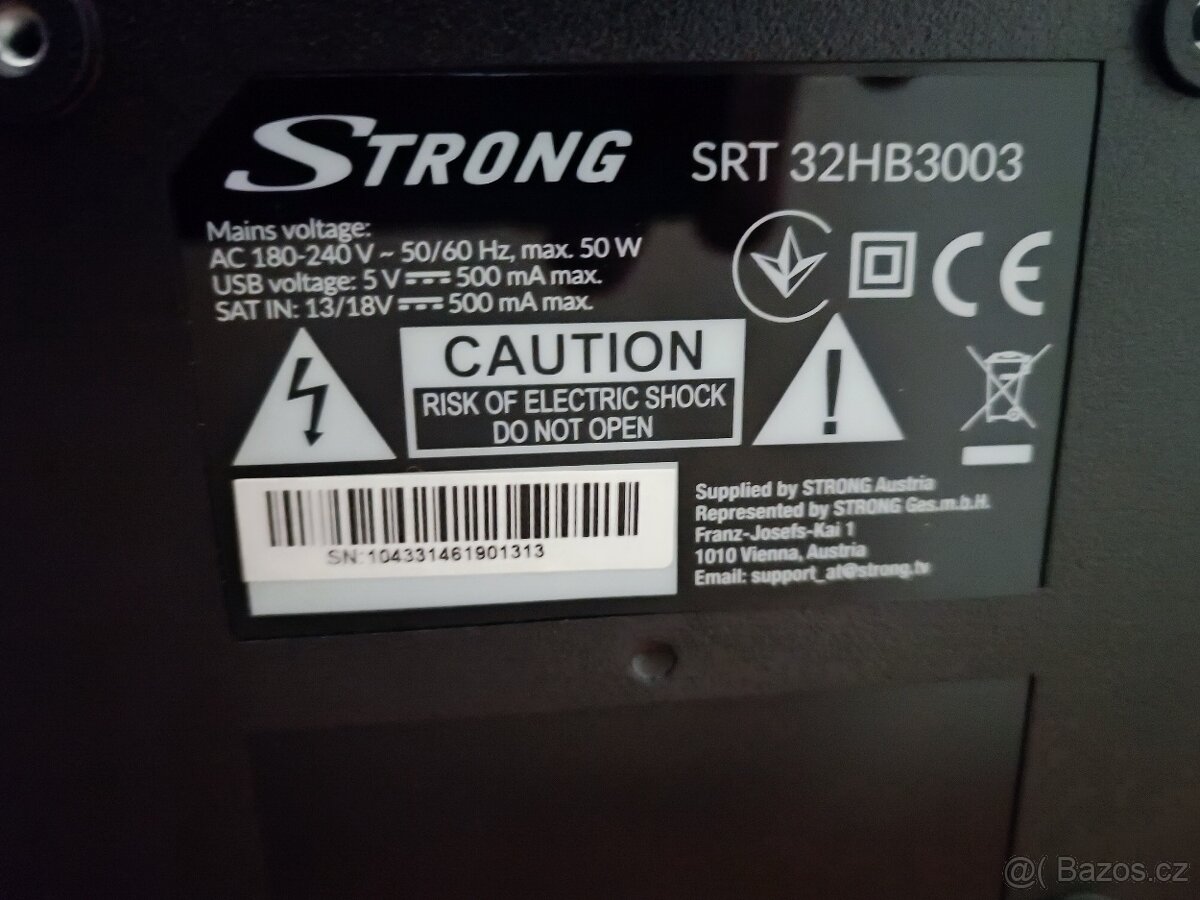 STRONG SRT 32HB3003
Mains voltage:
AC 180-240 V ~ 50/60 Hz, max. 50 W
USB voltage: 5 V⎓500 mA max.
SAT IN: 13/18V⎓500 mA max.
CE
CAUTION
RISK OF ELECTRIC SHOCK
DO NOT OPEN
SN: 104331461901313
Supplied by STRONG Austria
Represented by STRONG Ges.m.b.H.
Franz-Josefs-Kai 1
1010 Vienna, Austria
Email: support_at@strong.tv
@( Bazos.cz